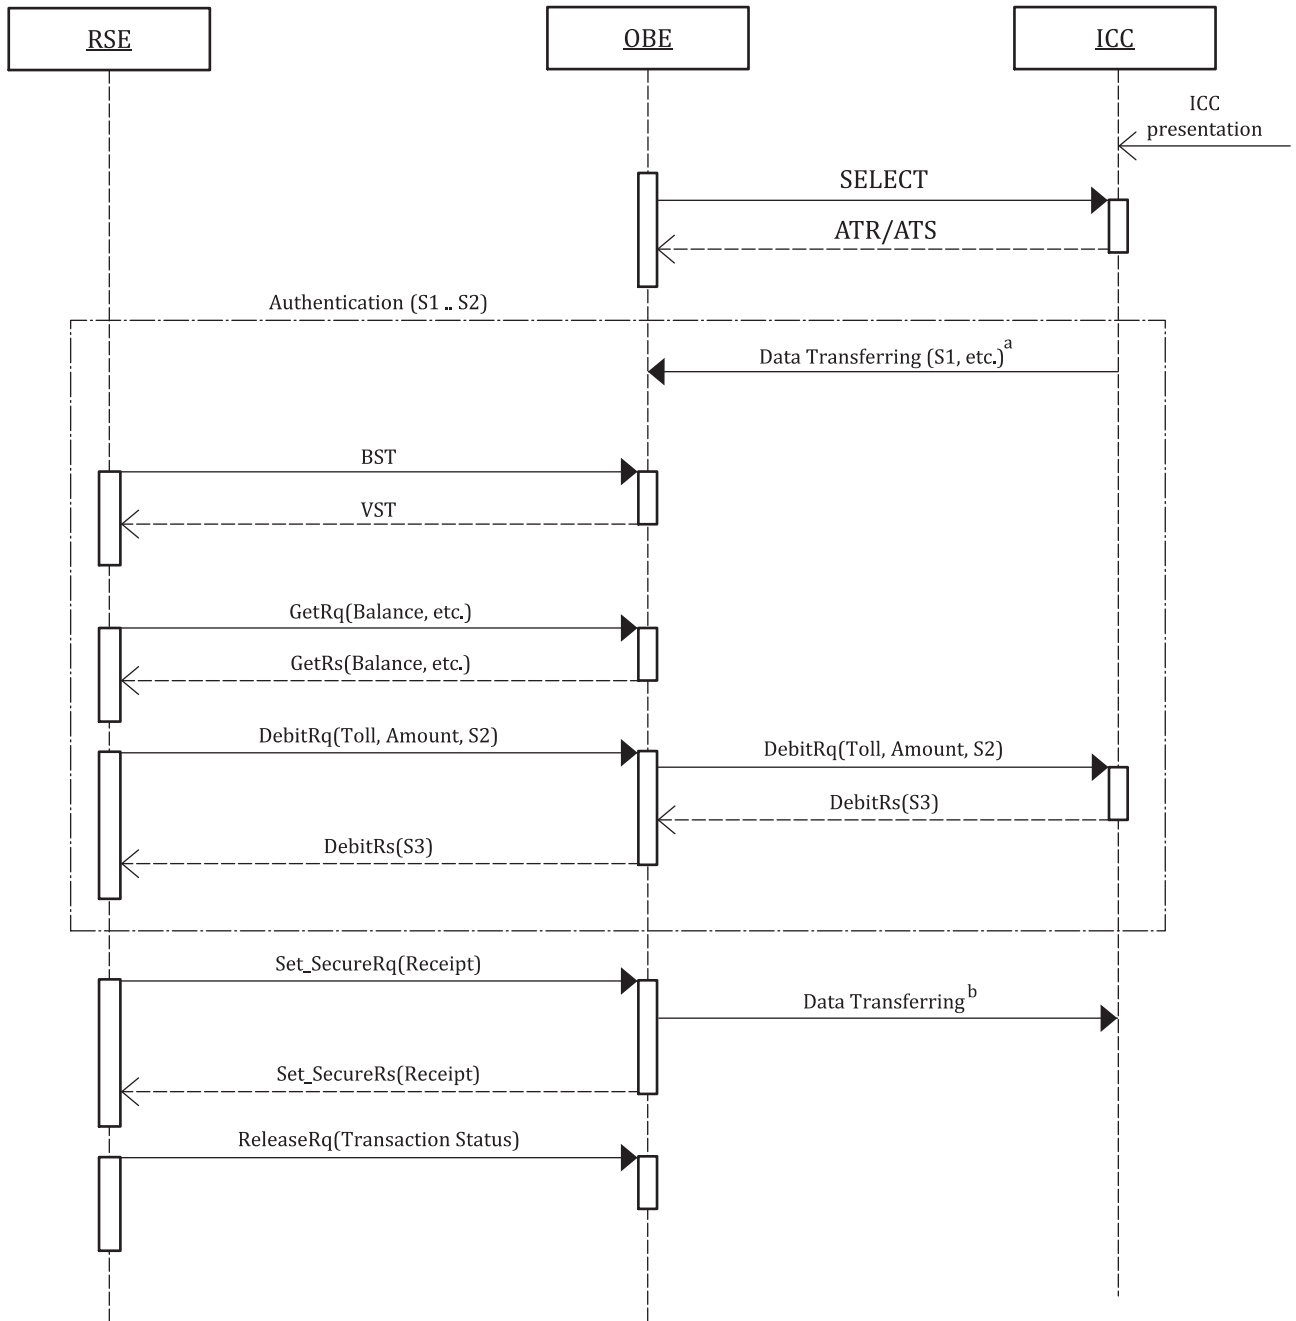 RSE
OBE
ICC
ICC
presentation
SELECT
ATR/ATS
Authentication (S1 .. S2)
Data Transferring (S1, etc.)a
BST
VST
GetRq(Balance, etc.)
GetRs(Balance, etc.)
DebitRq(Toll, Amount, S2)
DebitRq(Toll, Amount, S2)
DebitRs(S3)
DebitRs(S3)
Set_SecureRq(Receipt)
Data Transferring b
Set_SecureRs(Receipt)
ReleaseRq(Transaction Status)